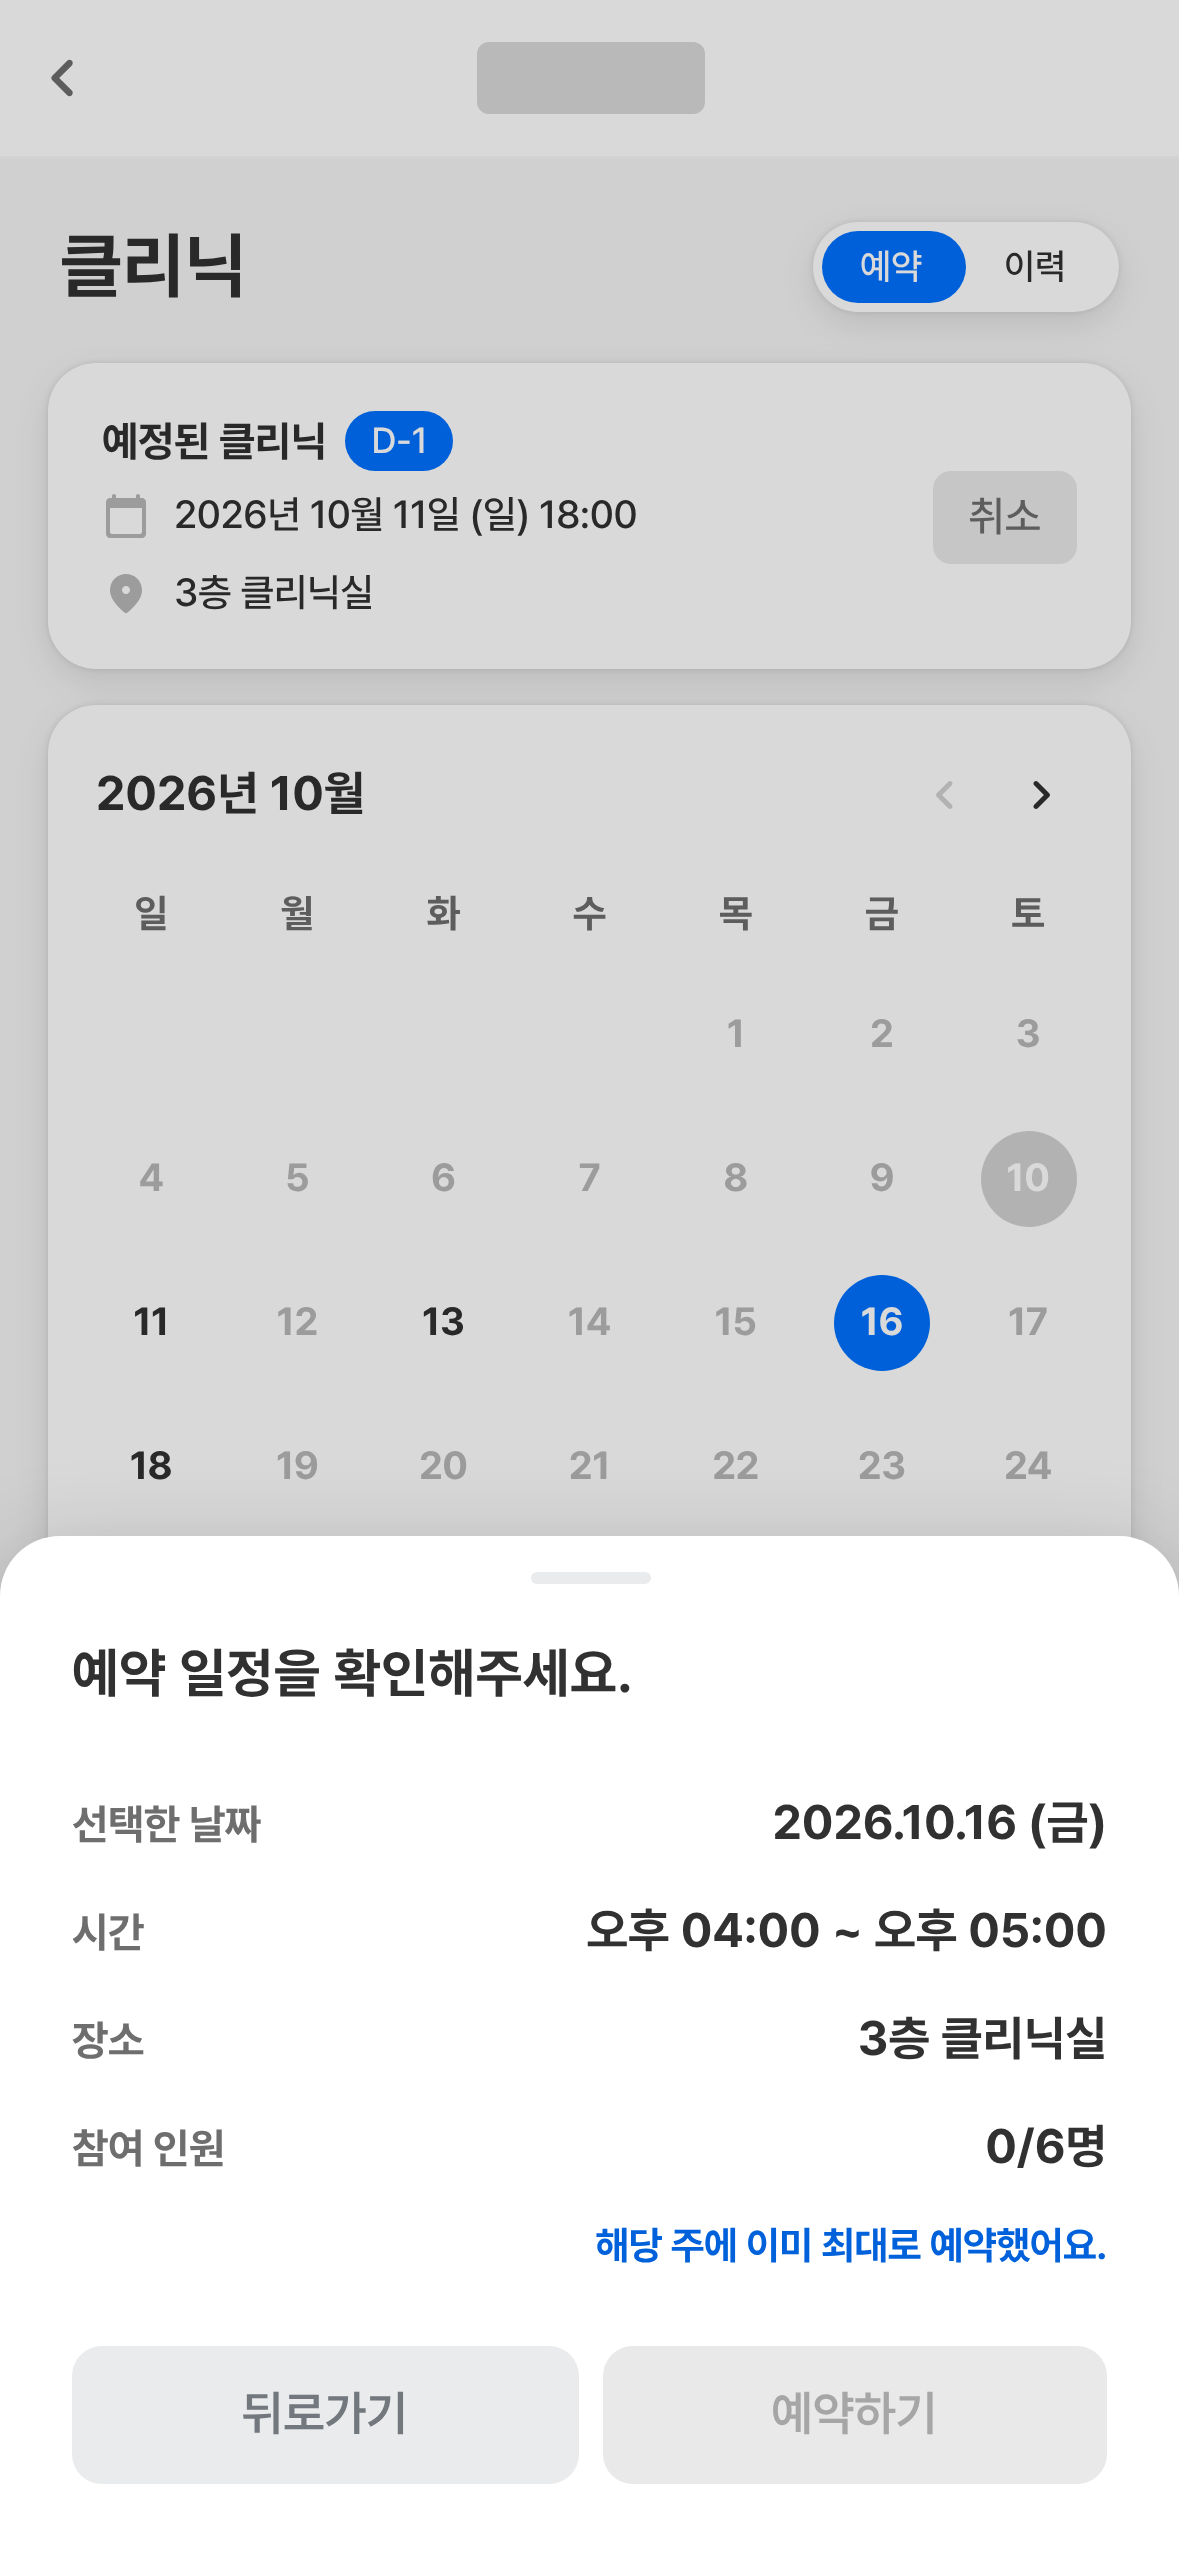 클리닉
예약 이력
예정된 클리닉 D-1
2026년 10월 11일 (일) 18:00
취소
3층 클리닉실
2026년 10월
일 월 화 수 목 금 토
1 2 3
4 5 6 7 8 9 10
11 12 13 14 15 16 17
18 19 20 21 22 23 24
예약 일정을 확인해주세요.
선택한 날짜 2026.10.16 (금)
시간 오후 04:00 ~ 오후 05:00
장소 3층 클리닉실
참여 인원 0/6명
해당 주에 이미 최대로 예약했어요.
뒤로가기 예약하기